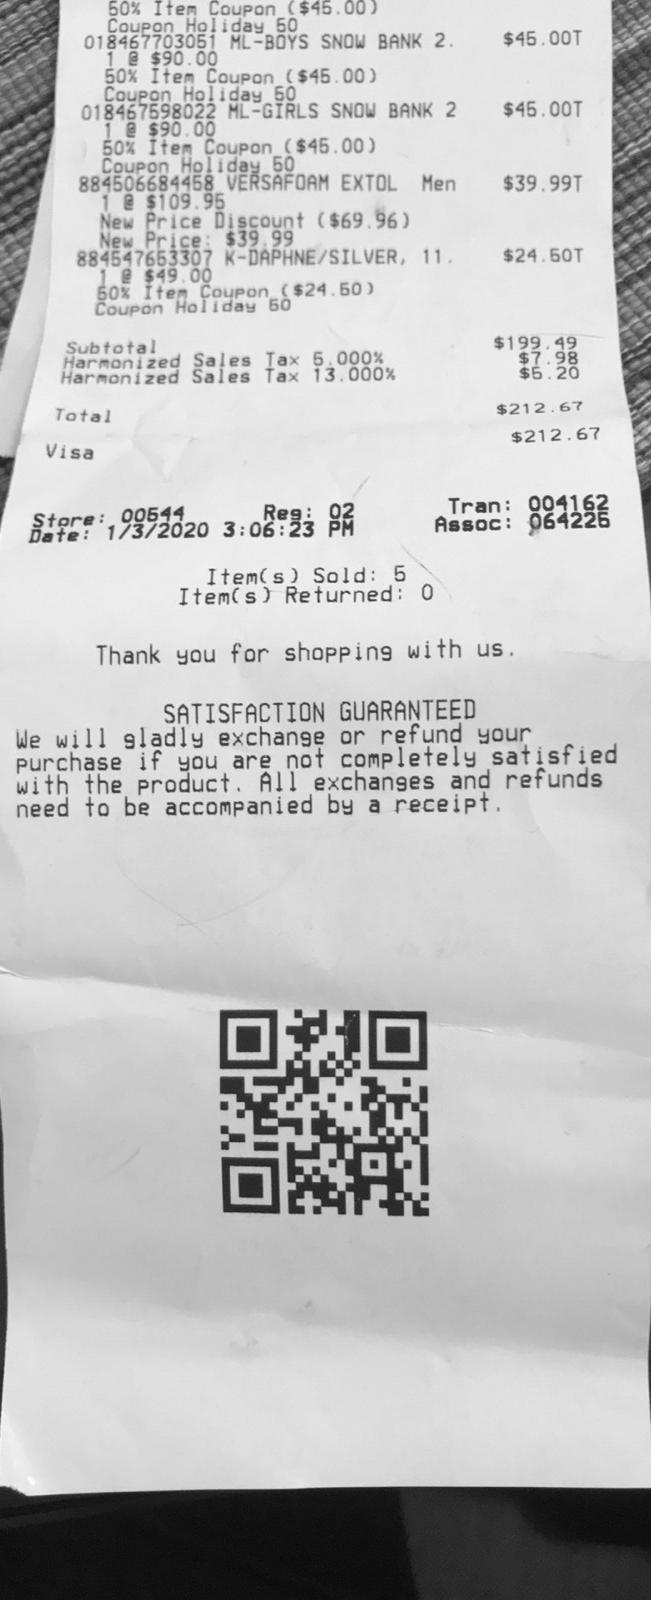 50% Item Coupon ($45.00)
Coupon Holiday 50
018467703051 ML-BOYS SNOW BANK 2. $45.00T
1 @ $90.00
50% Item Coupon ($45.00)
Coupon Holiday 50
018467598022 ML-GIRLS SNOW BANK 2 $45.00T
1 @ $90.00
50% Item Coupon ($45.00)
Coupon Holiday 50
884506684458 VERSAFOAM EXTOL Men $39.99T
1 @ $109.95
New Price Discount ($69.96)
New Price: $39.99
884547653307 K-DAPHNE/SILVER, 11. $24.50T
1 @ $49.00
50% Item Coupon ($24.50)
Coupon Holiday 50
Subtotal $199.49
Harmonized Sales Tax 5.000% $7.98
Harmonized Sales Tax 13.000% $5.20
Total $212.67
Visa $212.67
Store: 00544 Reg: 02 Tran: 004162
Date: 1/3/2020 3:06:23 PM Assoc: 064225
Item(s) Sold: 5
Item(s) Returned: 0
Thank you for shopping with us.
SATISFACTION GUARANTEED
We will gladly exchange or refund your
purchase if you are not completely satisfied
with the product. All exchanges and refunds
need to be accompanied by a receipt.